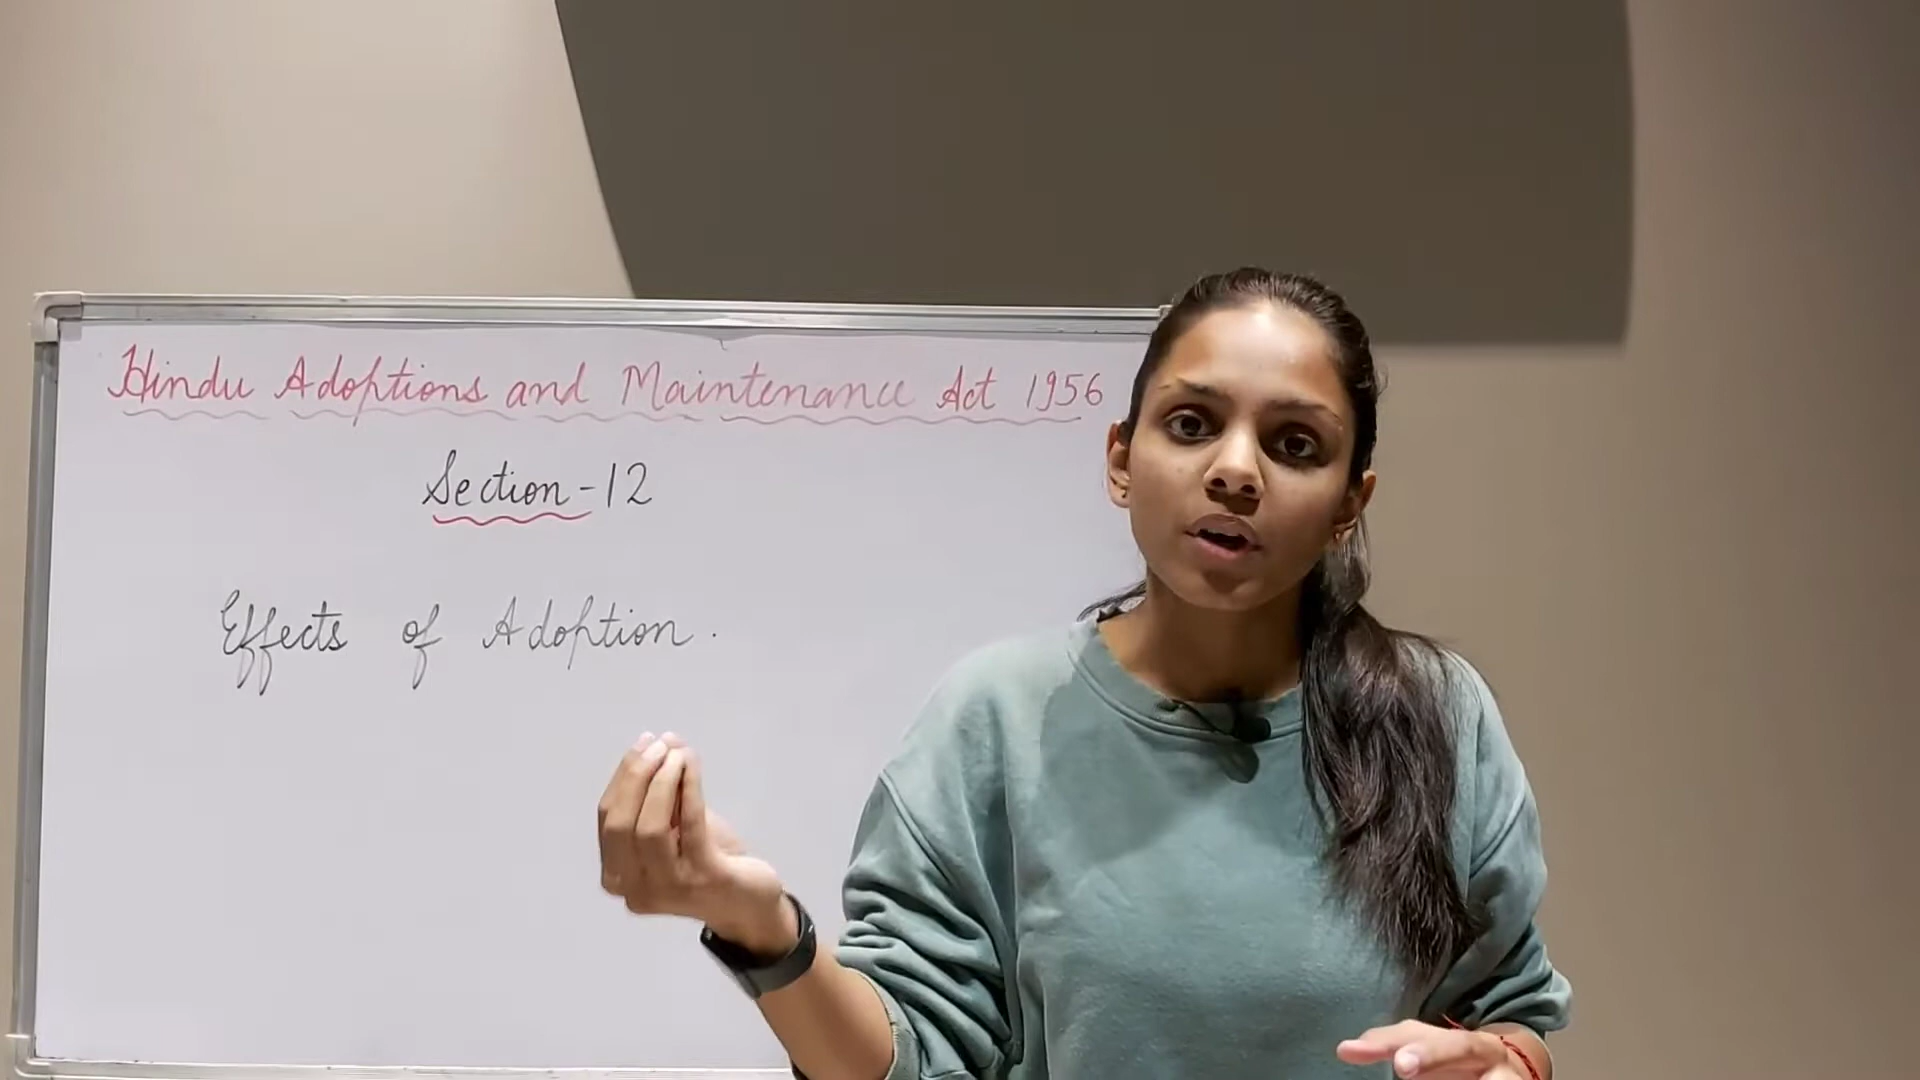 Hindu Adoptions and Maintenance Act 1956
Section-12
Effects of Adoption.